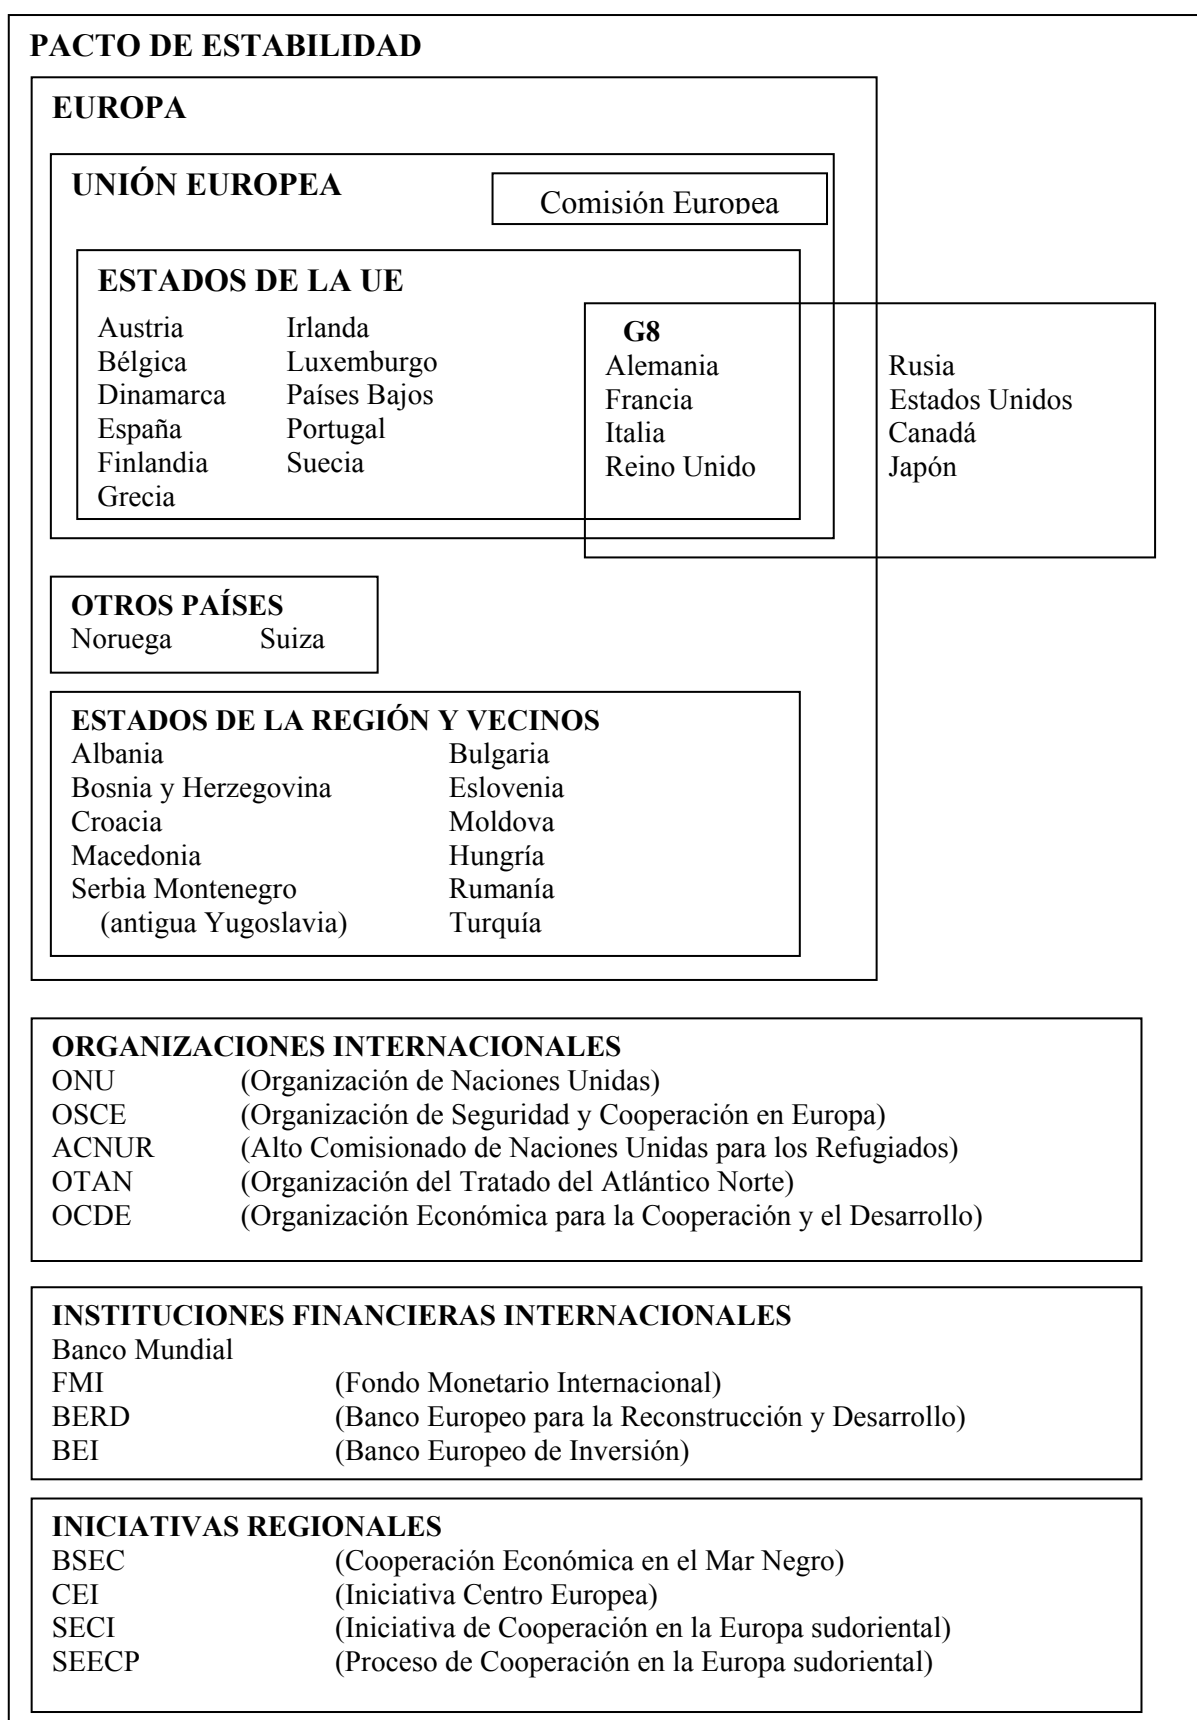 PACTO DE ESTABILIDAD
EUROPA
UNIÓN EUROPEA
Comisión Europea
ESTADOS DE LA UE
Austria Irlanda
Bélgica Luxemburgo
Dinamarca Países Bajos
España Portugal
Finlandia Suecia
Grecia
G8
Alemania Rusia
Francia Estados Unidos
Italia Canadá
Reino Unido Japón
OTROS PAÍSES
Noruega Suiza
ESTADOS DE LA REGIÓN Y VECINOS
Albania Bulgaria
Bosnia y Herzegovina Eslovenia
Croacia Moldova
Macedonia Hungría
Serbia Montenegro Rumanía
(antigua Yugoslavia) Turquía
ORGANIZACIONES INTERNACIONALES
ONU (Organización de Naciones Unidas)
OSCE (Organización de Seguridad y Cooperación en Europa)
ACNUR (Alto Comisionado de Naciones Unidas para los Refugiados)
OTAN (Organización del Tratado del Atlántico Norte)
OCDE (Organización Económica para la Cooperación y el Desarrollo)
INSTITUCIONES FINANCIERAS INTERNACIONALES
Banco Mundial
FMI (Fondo Monetario Internacional)
BERD (Banco Europeo para la Reconstrucción y Desarrollo)
BEI (Banco Europeo de Inversión)
INICIATIVAS REGIONALES
BSEC (Cooperación Económica en el Mar Negro)
CEI (Iniciativa Centro Europea)
SECI (Iniciativa de Cooperación en la Europa sudoriental)
SEECP (Proceso de Cooperación en la Europa sudoriental)